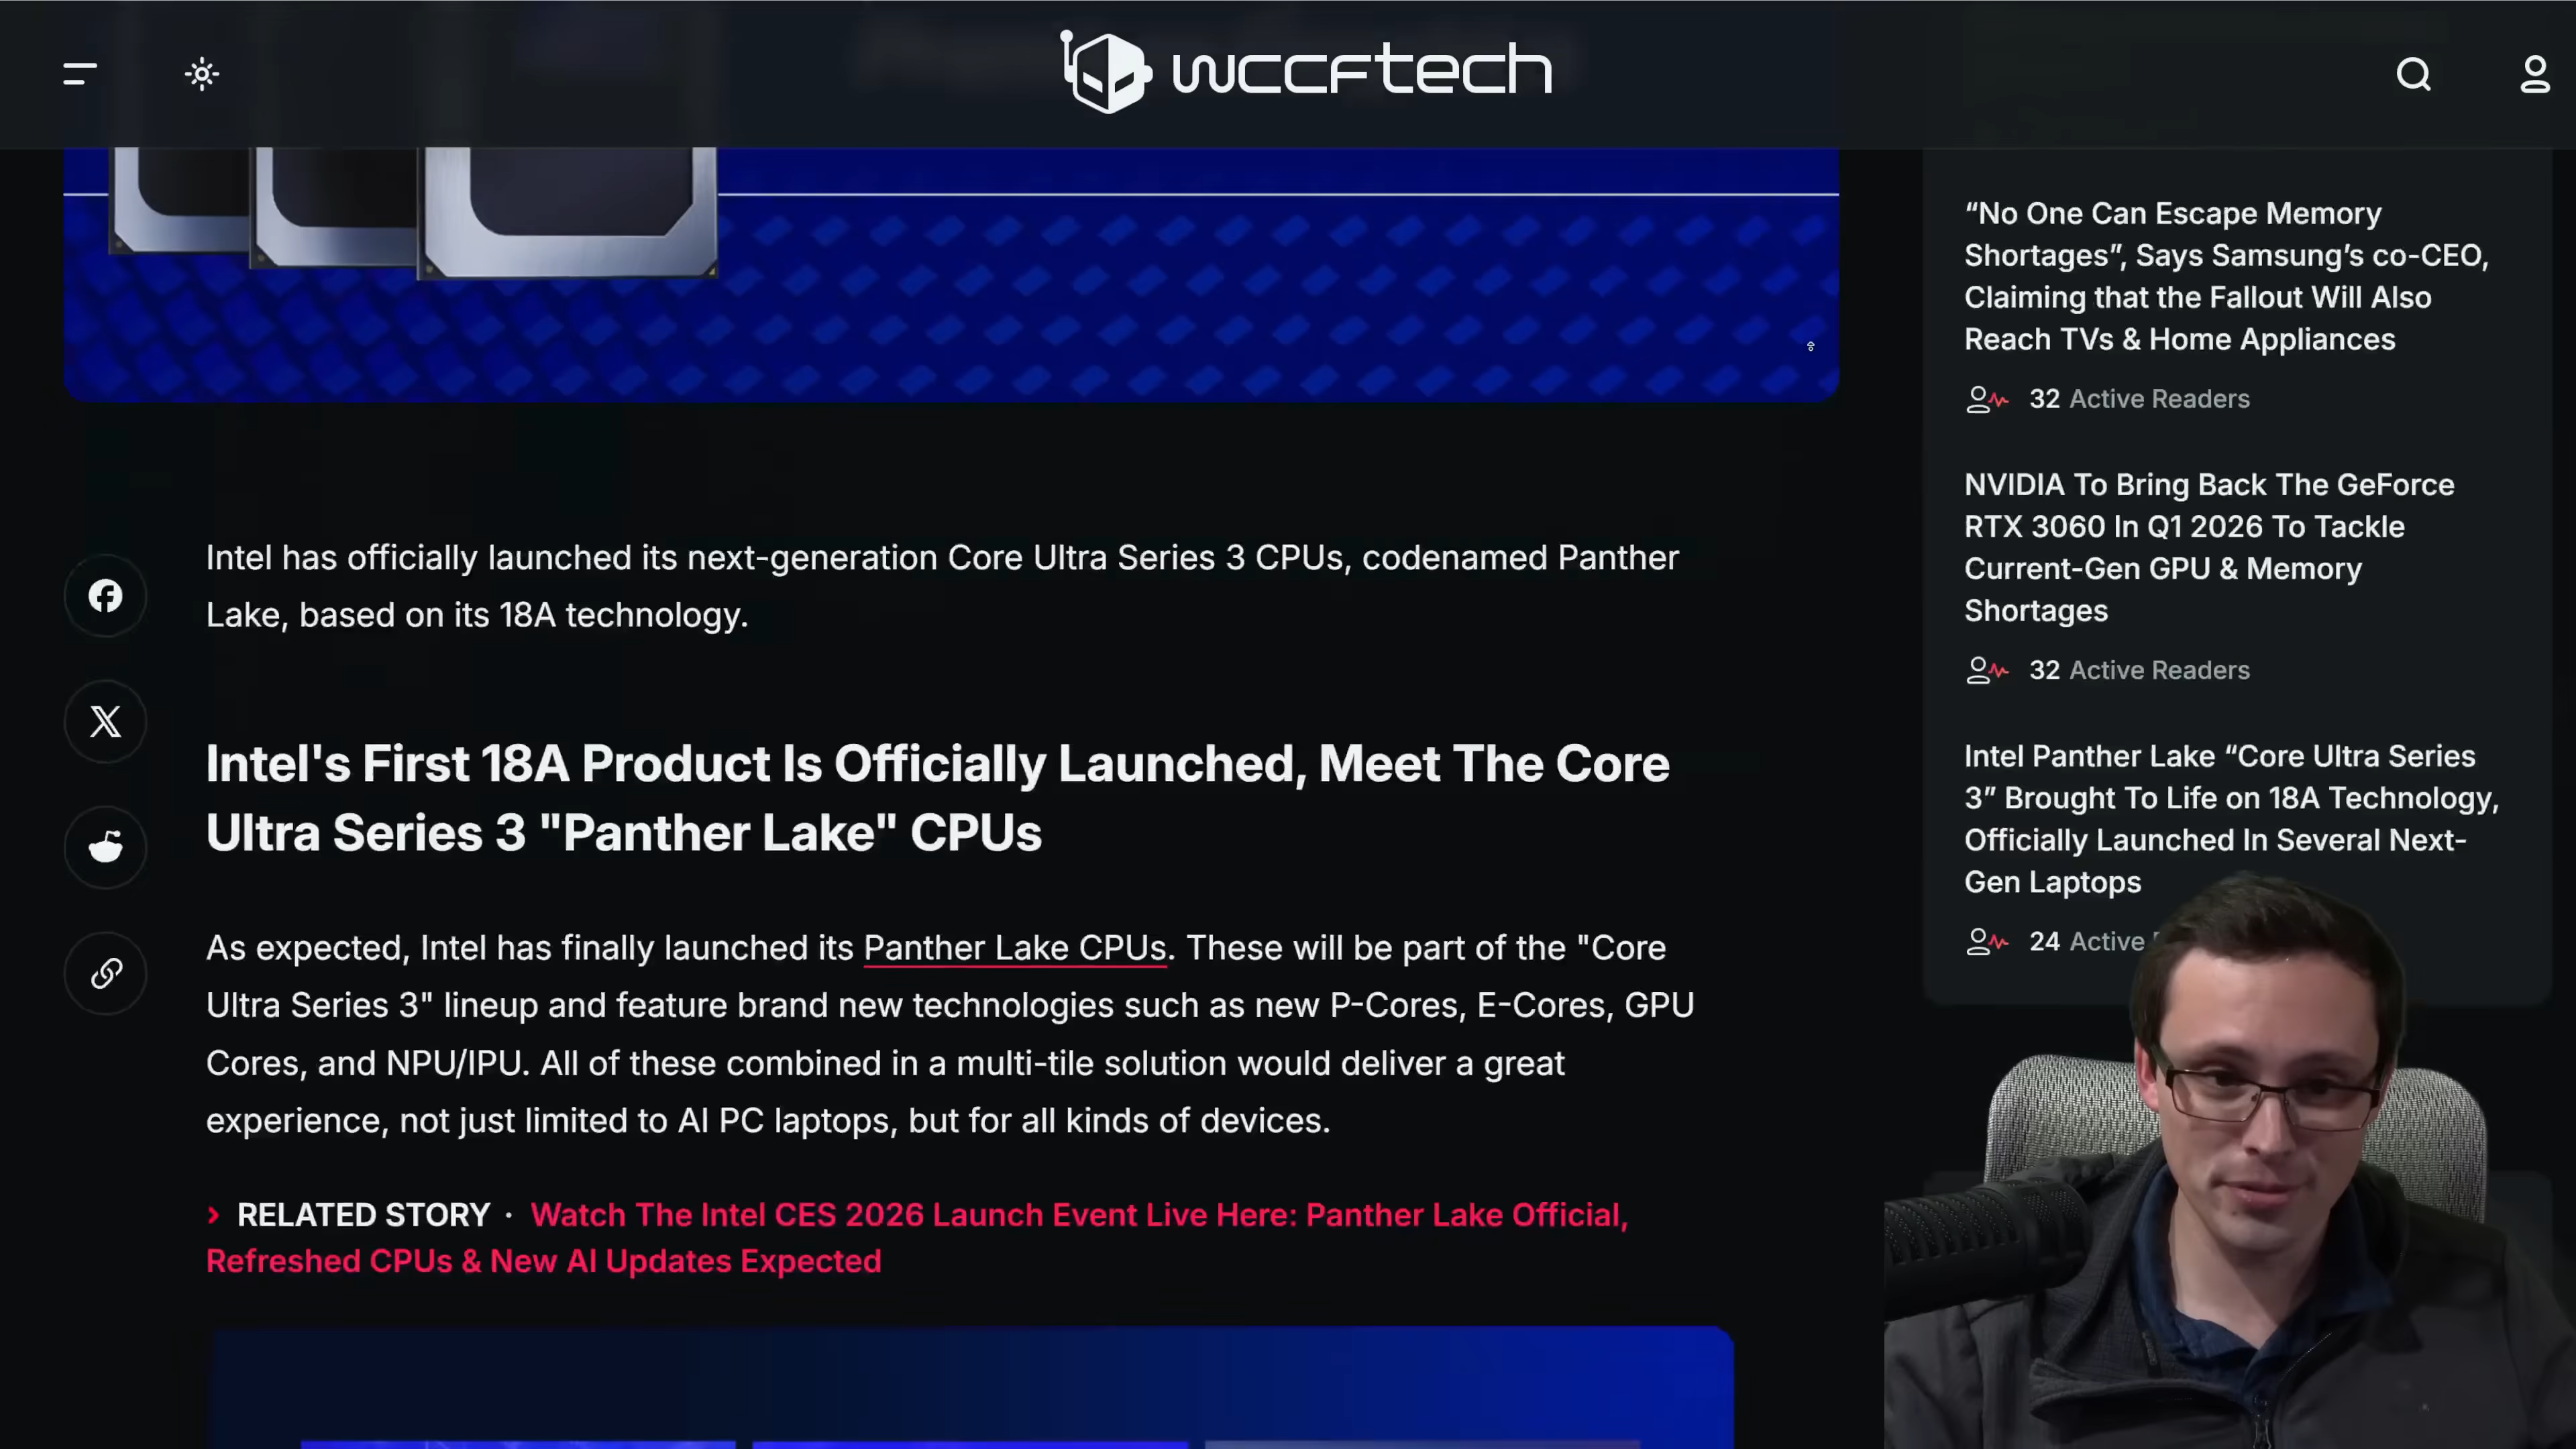 wccftech
Intel has officially launched its next-generation Core Ultra Series 3 CPUs, codenamed Panther
Lake, based on its 18A technology.
Intel's First 18A Product Is Officially Launched, Meet The Core
Ultra Series 3 "Panther Lake" CPUs
As expected, Intel has finally launched its Panther Lake CPUs. These will be part of the "Core
Ultra Series 3" lineup and feature brand new technologies such as new P-Cores, E-Cores, GPU
Cores, and NPU/IPU. All of these combined in a multi-tile solution would deliver a great
experience, not just limited to AI PC laptops, but for all kinds of devices.
› RELATED STORY · Watch The Intel CES 2026 Launch Event Live Here: Panther Lake Official,
Refreshed CPUs & New AI Updates Expected
“No One Can Escape Memory
Shortages”, Says Samsung’s co-CEO,
Claiming that the Fallout Will Also
Reach TVs & Home Appliances
32 Active Readers
NVIDIA To Bring Back The GeForce
RTX 3060 In Q1 2026 To Tackle
Current-Gen GPU & Memory
Shortages
32 Active Readers
Intel Panther Lake “Core Ultra Series
3” Brought To Life on 18A Technology,
Officially Launched In Several Next-
Gen Laptops
24 Active